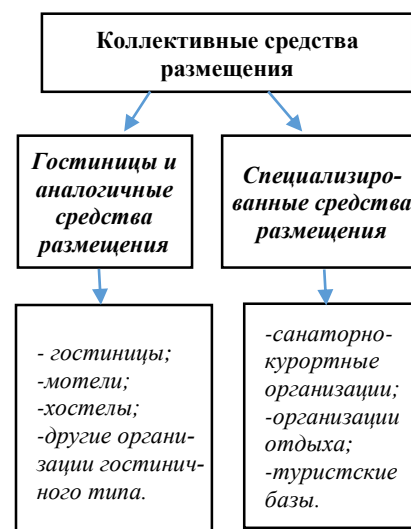 Коллективные средства
размещения
Гостиницы и
аналогичные
средства
размещения
Специализиро-
ванные средства
размещения
- гостиницы;
-мотели;
-хостелы;
-другие органи-
зации гостинич-
ного типа.
-санаторно-
курортные
организации;
-организации
отдыха;
-туристские
базы.